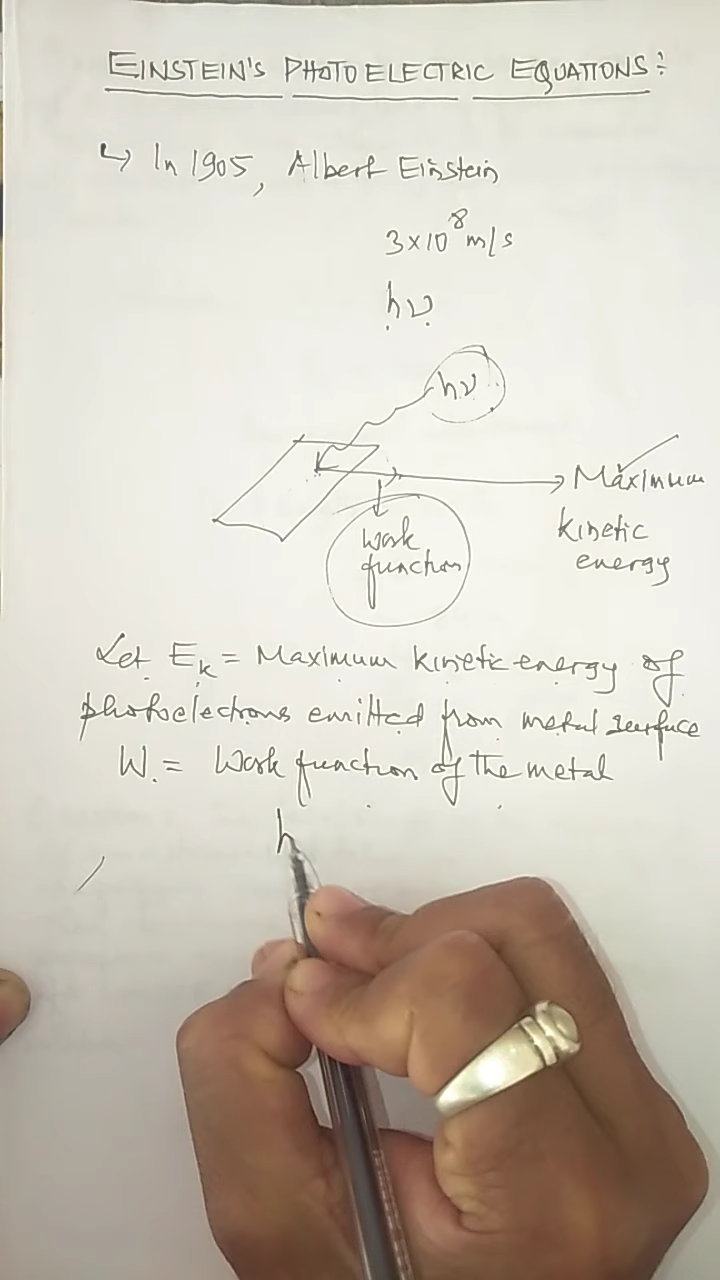 EINSTEIN'S PHOTOELECTRIC EQUATIONS:
↳ In 1905, Albert Einstein
3×10⁸ m/s
hν
hν
Maximum
kinetic
energy
Work
function
Let Eₖ = Maximum kinetic energy of
photoelectrons emitted from metal surface
W = Work function of the metal
h